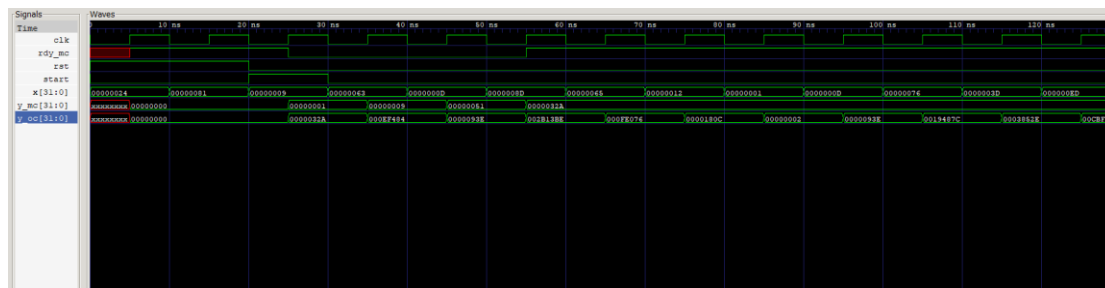 Signals Waves
Time 10 ns 20 ns 30 ns 40 ns 50 ns 60 ns 70 ns 80 ns 90 ns 100 ns 110 ns 120 ns
clk
rdy_mc
rst
start
x[31:0] 00000024 00000081 00000009 00000063 0000000D 0000008D 00000065 00000012 00000001 0000000D 00000076 0000003D 000000ED
y_mc[31:0] xxxxxxxx 00000000 00000001 00000009 00000051 0000032A
y_oc[31:0] xxxxxxxx 00000000 0000032A 000EF484 0000093E 002B13BE 000FE076 0000180C 00000002 0000093E 0019487C 0003852E 00CBF